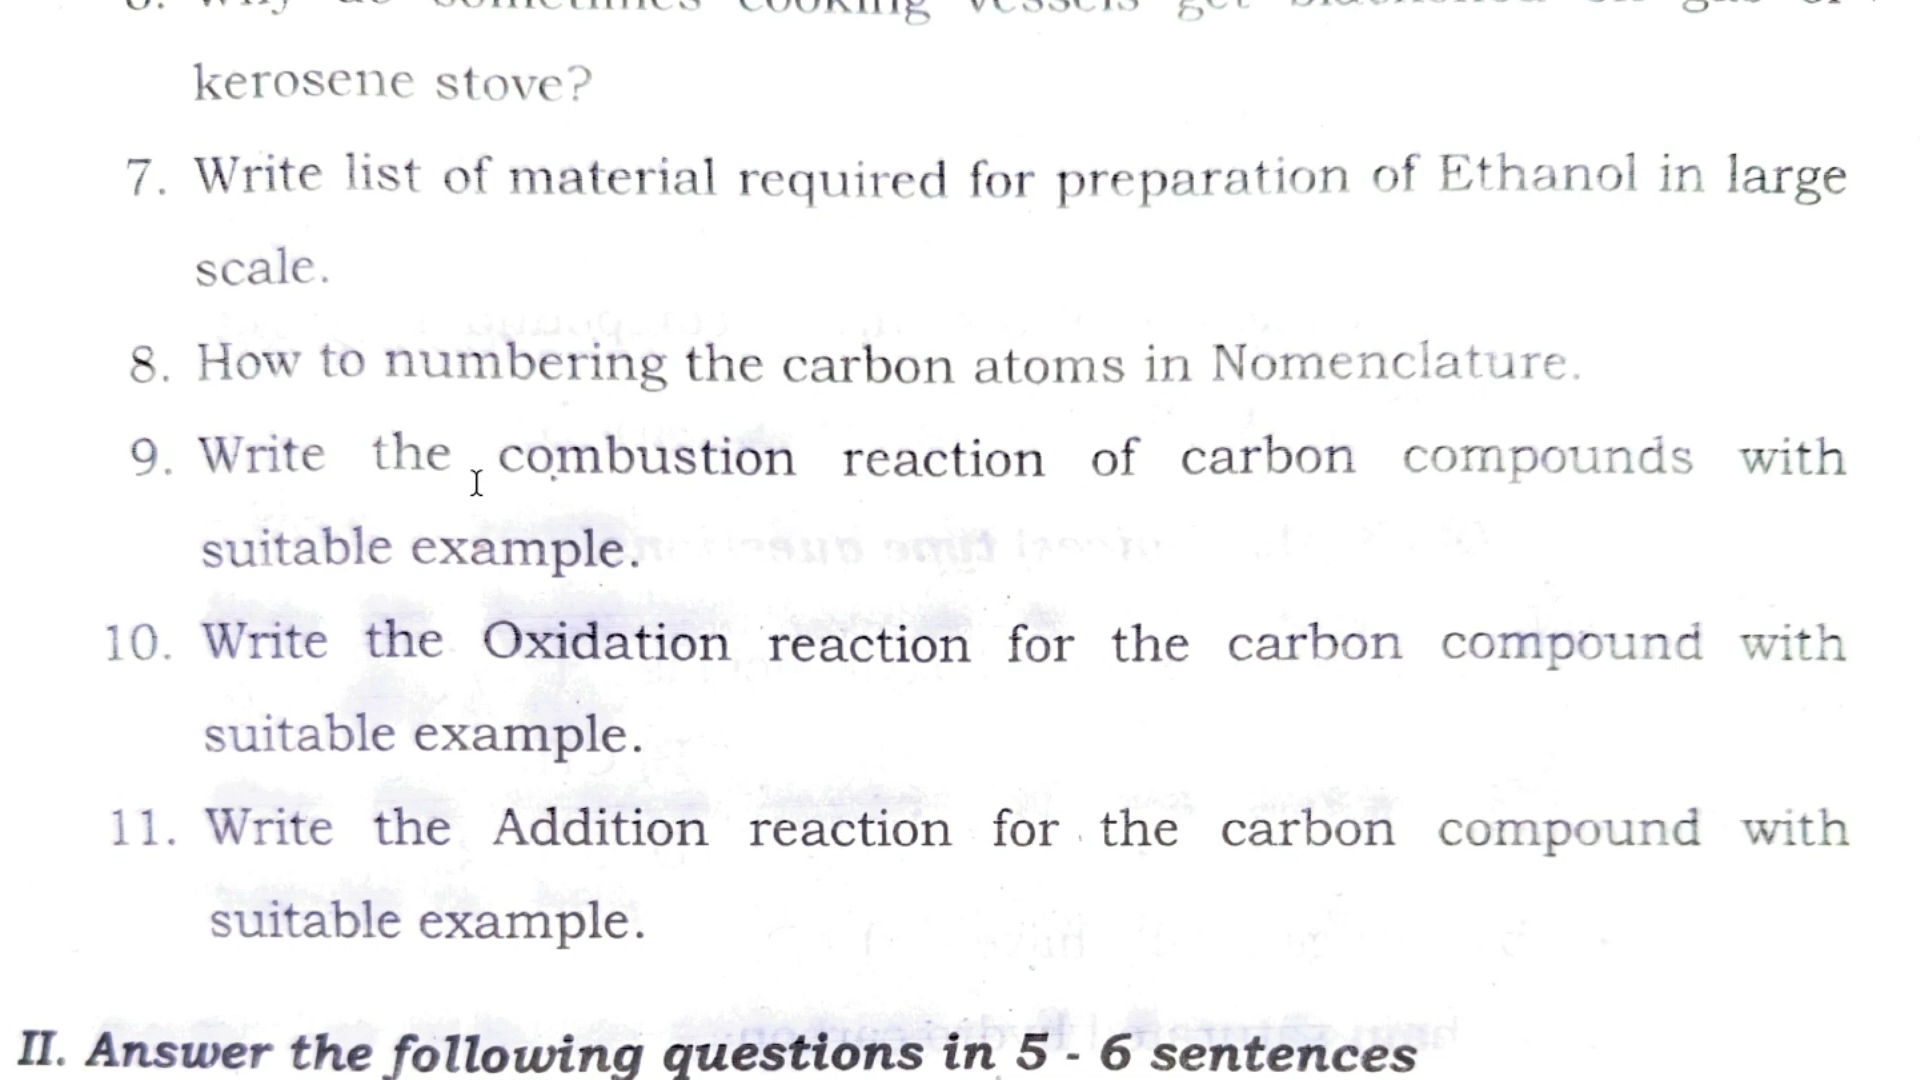 kerosene stove?
7. Write list of material required for preparation of Ethanol in large
scale.
8. How to numbering the carbon atoms in Nomenclature.
9. Write the combustion reaction of carbon compounds with
suitable example.
10. Write the Oxidation reaction for the carbon compound with
suitable example.
11. Write the Addition reaction for the carbon compound with
suitable example.
II. Answer the following questions in 5 - 6 sentences